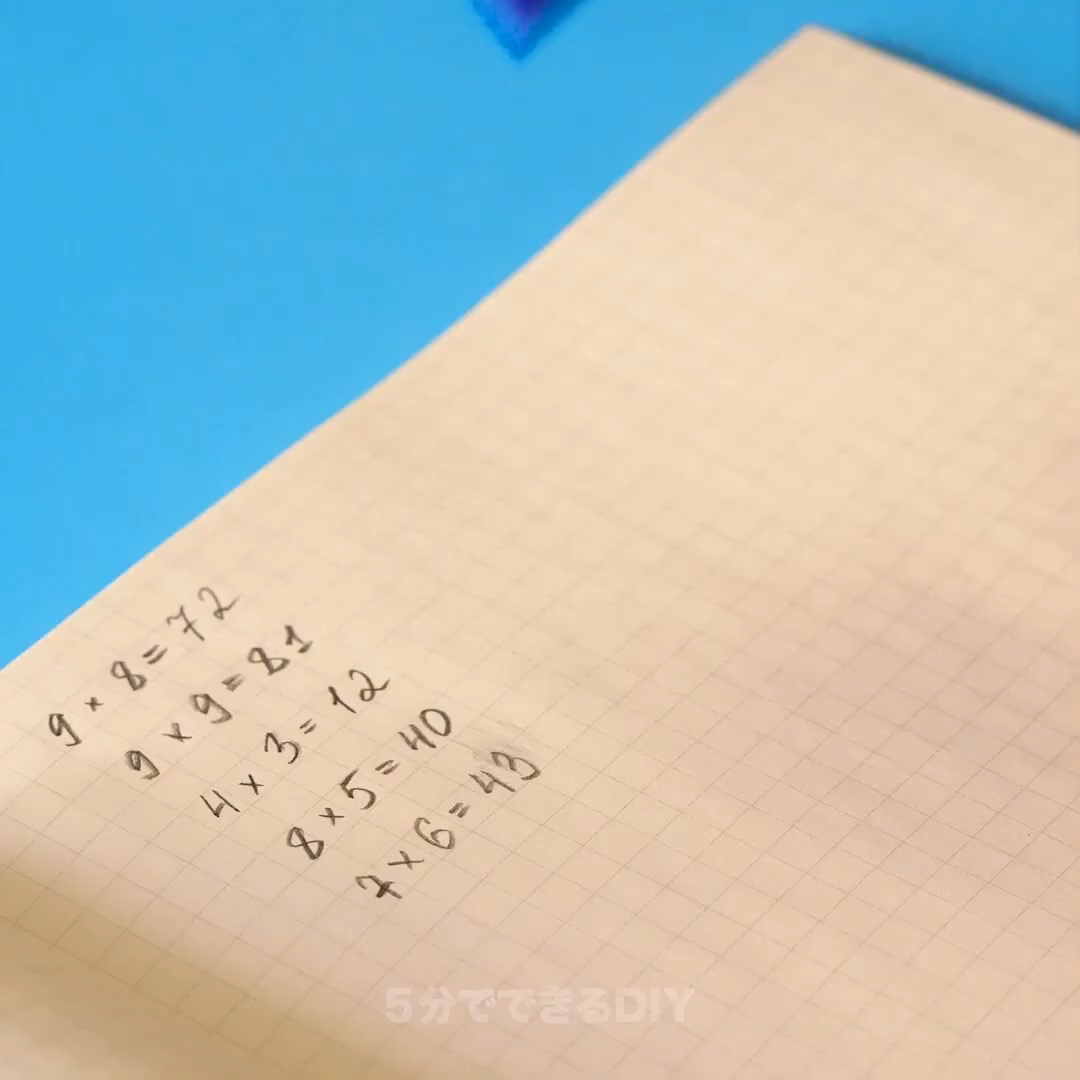 9 × 8 = 72
9 × 9 = 81
4 × 3 = 12
8 × 5 = 40
7 × 6 = 43
5分でできるDIY